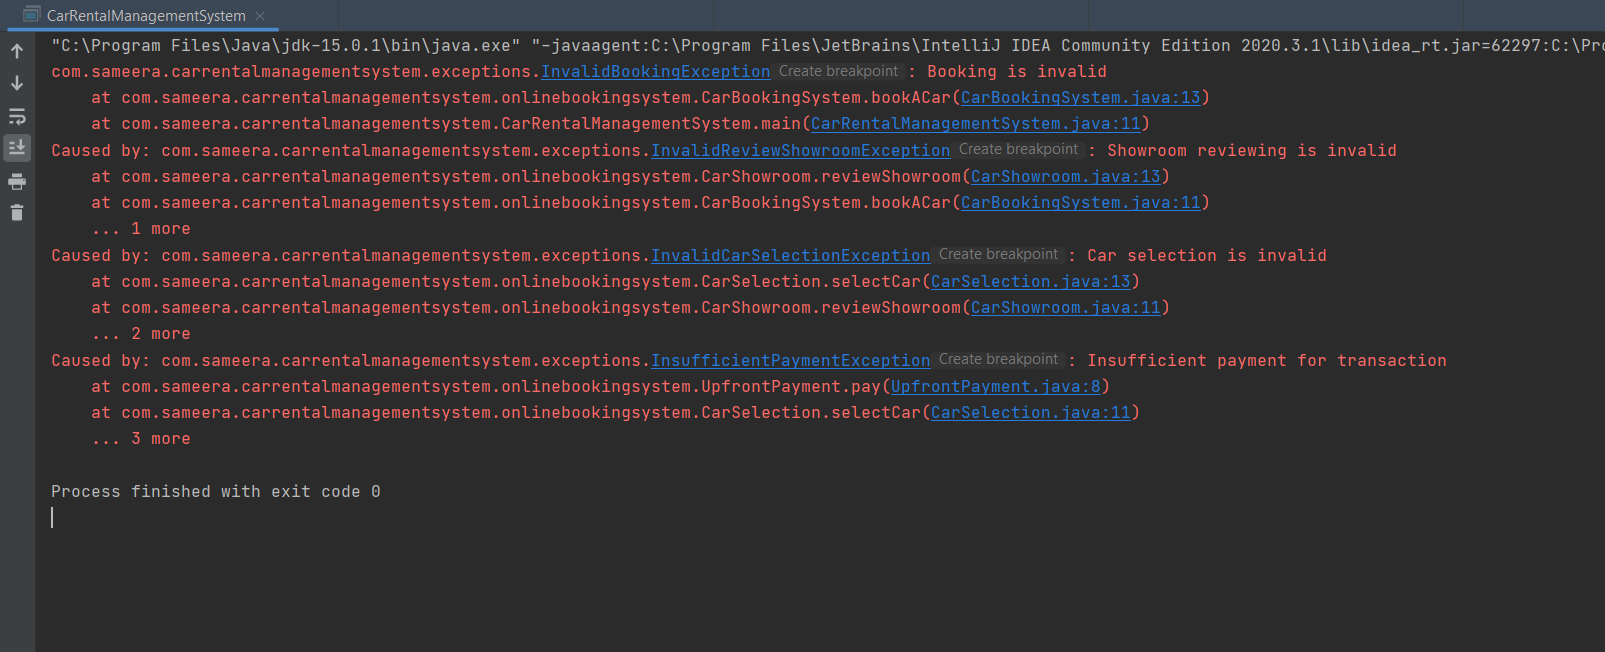 CarRentalManagementSystem
"C:\Program Files\Java\jdk-15.0.1\bin\java.exe" "-javaagent:C:\Program Files\JetBrains\IntelliJ IDEA Community Edition 2020.3.1\lib\idea_rt.jar=62297:C:\Pro
com.sameera.carrentalmanagementsystem.exceptions.InvalidBookingException Create breakpoint : Booking is invalid
    at com.sameera.carrentalmanagementsystem.onlinebookingsystem.CarBookingSystem.bookACar(CarBookingSystem.java:13)
    at com.sameera.carrentalmanagementsystem.CarRentalManagementSystem.main(CarRentalManagementSystem.java:11)
Caused by: com.sameera.carrentalmanagementsystem.exceptions.InvalidReviewShowroomException Create breakpoint : Showroom reviewing is invalid
    at com.sameera.carrentalmanagementsystem.onlinebookingsystem.CarShowroom.reviewShowroom(CarShowroom.java:13)
    at com.sameera.carrentalmanagementsystem.onlinebookingsystem.CarBookingSystem.bookACar(CarBookingSystem.java:11)
    ... 1 more
Caused by: com.sameera.carrentalmanagementsystem.exceptions.InvalidCarSelectionException Create breakpoint : Car selection is invalid
    at com.sameera.carrentalmanagementsystem.onlinebookingsystem.CarSelection.selectCar(CarSelection.java:13)
    at com.sameera.carrentalmanagementsystem.onlinebookingsystem.CarShowroom.reviewShowroom(CarShowroom.java:11)
    ... 2 more
Caused by: com.sameera.carrentalmanagementsystem.exceptions.InsufficientPaymentException Create breakpoint : Insufficient payment for transaction
    at com.sameera.carrentalmanagementsystem.onlinebookingsystem.UpfrontPayment.pay(UpfrontPayment.java:8)
    at com.sameera.carrentalmanagementsystem.onlinebookingsystem.CarSelection.selectCar(CarSelection.java:11)
    ... 3 more
Process finished with exit code 0